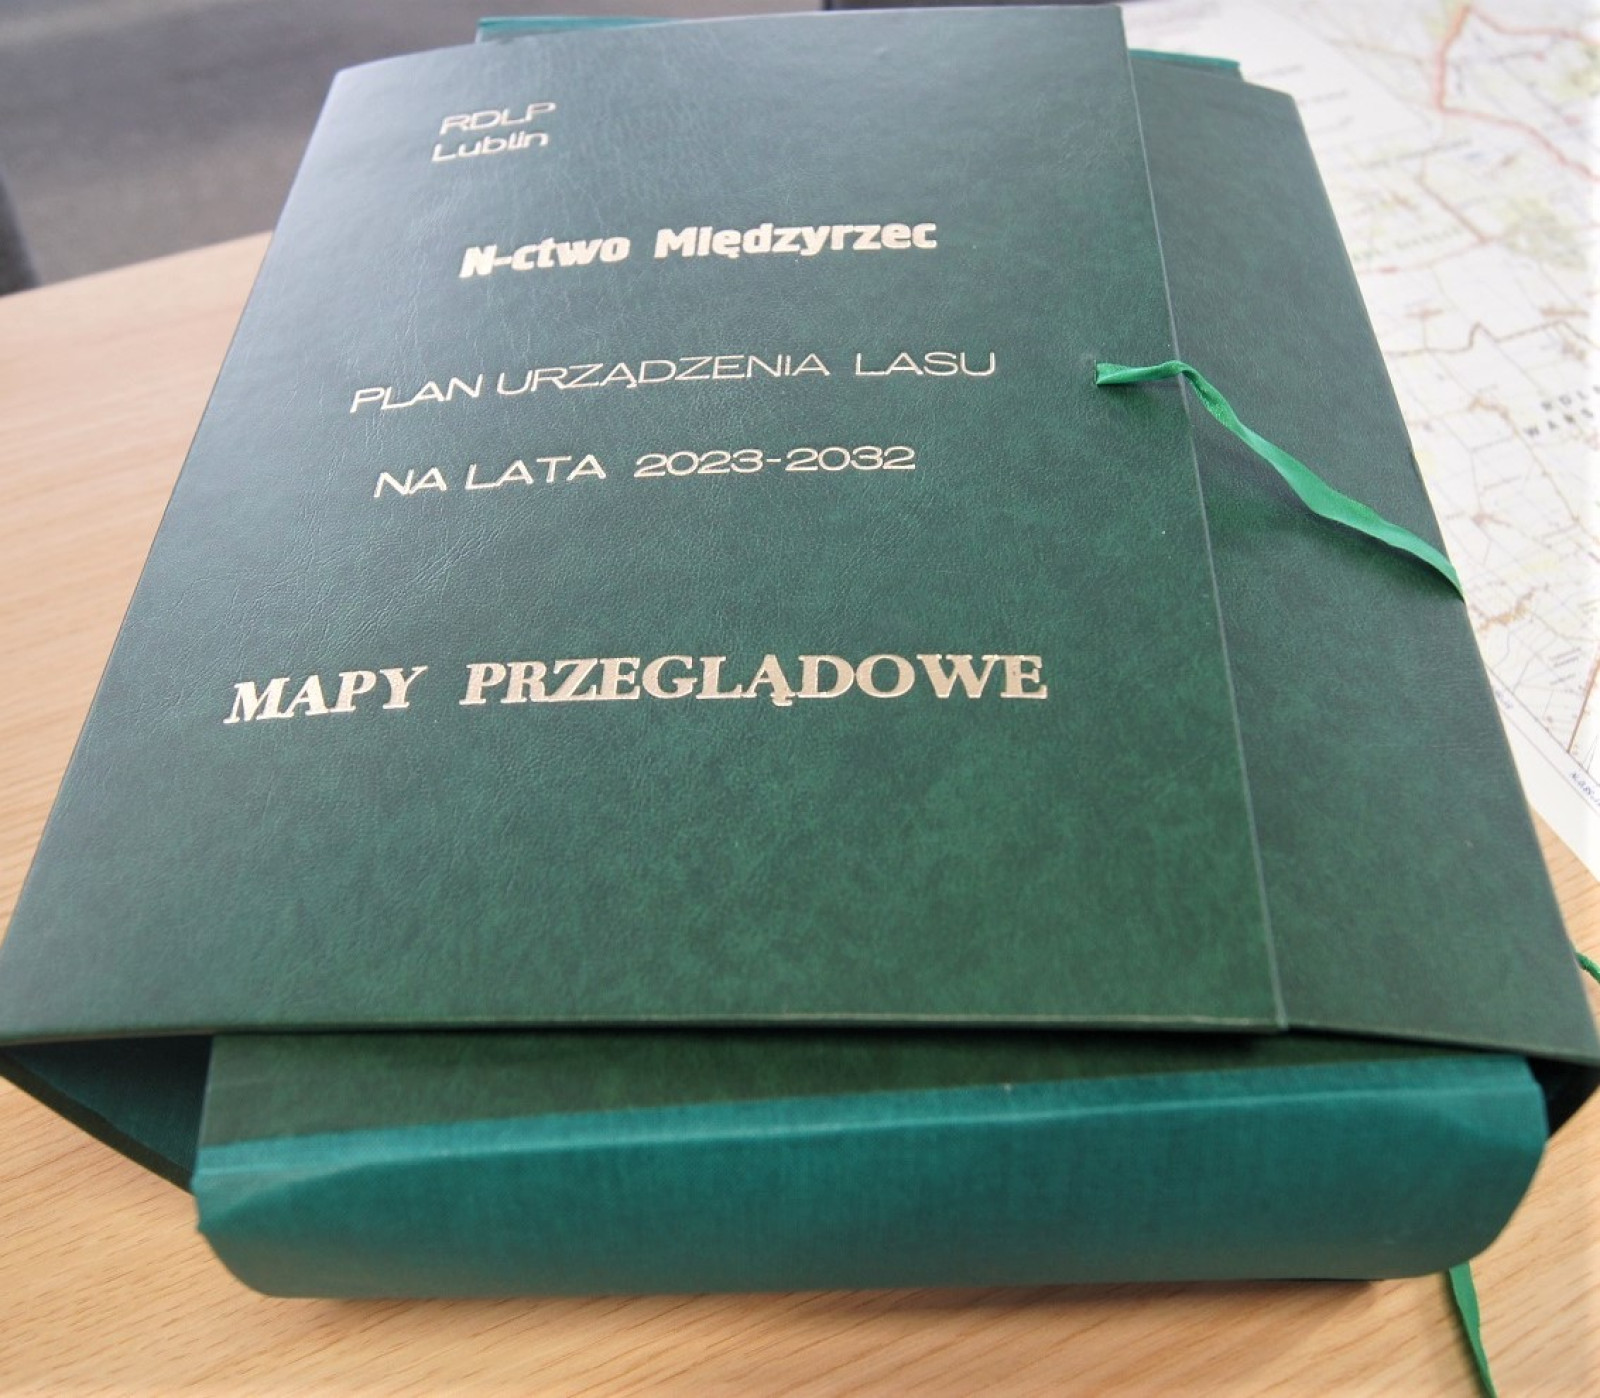 RDLP
Lublin
N-ctwo Międzyrzec
PLAN URZĄDZENIA LASU
NA LATA 2023-2032
MAPY PRZEGLĄDOWE